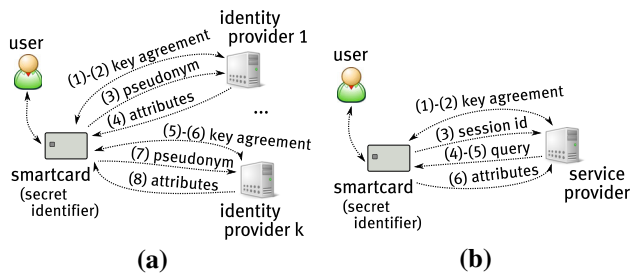 user
identity
provider 1
(1)-(2) key agreement
(3) pseudonym
(4) attributes
...
(5)-(6) key agreement
(7) pseudonym
(8) attributes
smartcard
(secret
identifier)
identity
provider k
(a)
user
(1)-(2) key agreement
(3) session id
(4)-(5) query
(6) attributes
smartcard
(secret
identifier)
service
provider
(b)